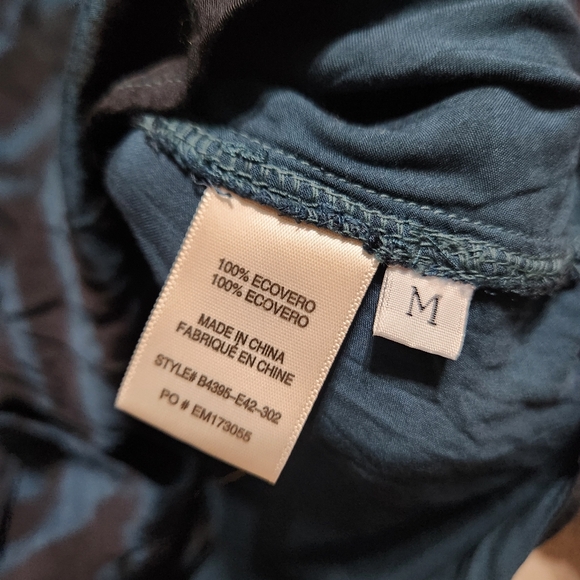 100% ECOVERO
100% ECOVERO
MADE IN CHINA
FABRIQUÉ EN CHINE
STYLE# B4395-E42-302
PO # EM173055
M